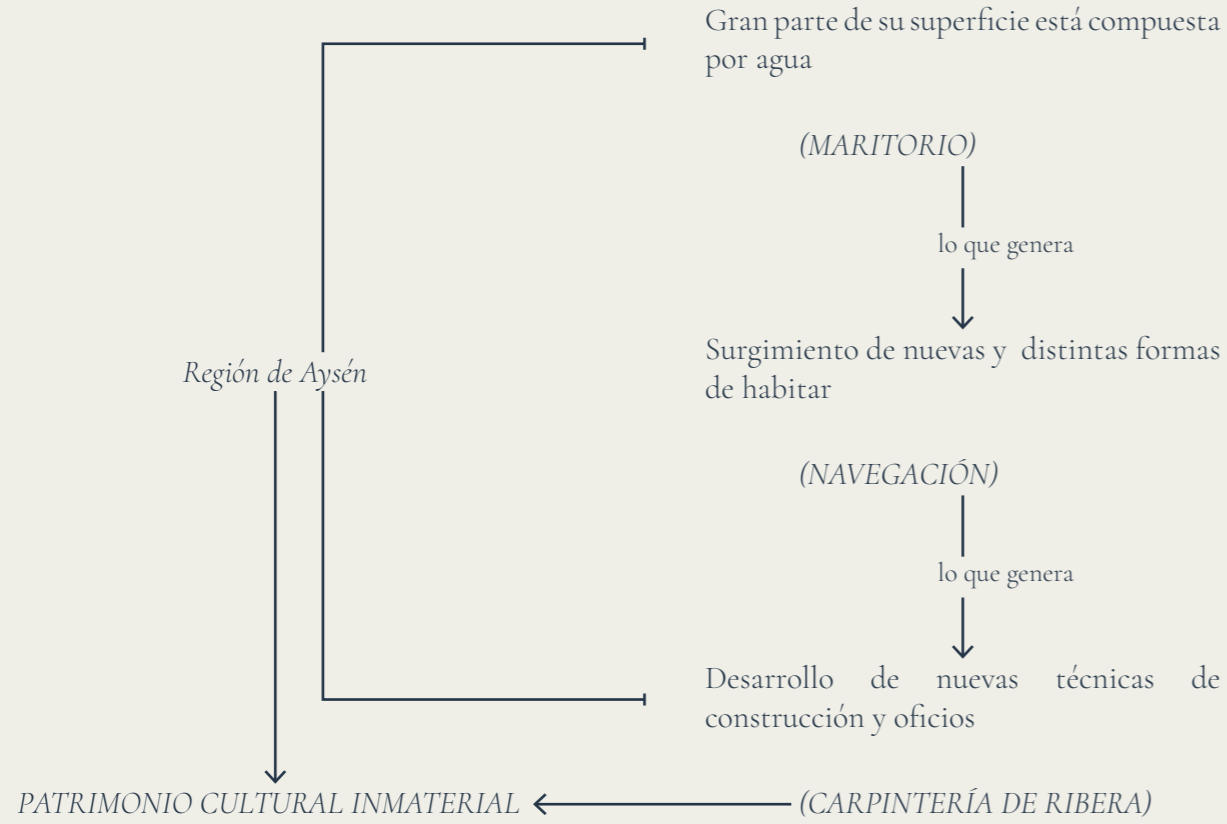 Gran parte de su superficie está compuesta
por agua
(MARITORIO)
lo que genera
Región de Aysén
Surgimiento de nuevas y distintas formas
de habitar
(NAVEGACIÓN)
lo que genera
Desarrollo de nuevas técnicas de
construcción y oficios
PATRIMONIO CULTURAL INMATERIAL
(CARPINTERÍA DE RIBERA)